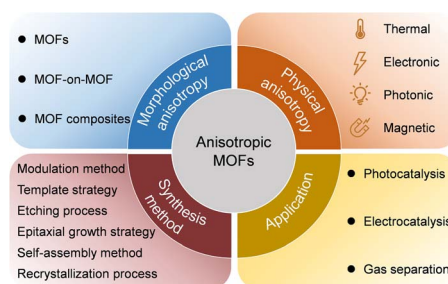 MOFs
MOF-on-MOF
MOF composites
Morphological
anisotropy
Physical
anisotropy
Thermal
Electronic
Photonic
Magnetic
Anisotropic
MOFs
Modulation method
Template strategy
Etching process
Epitaxial growth strategy
Self-assembly method
Recrystallization process
Synthesis
method
Application
Photocatalysis
Electrocatalysis
Gas separation